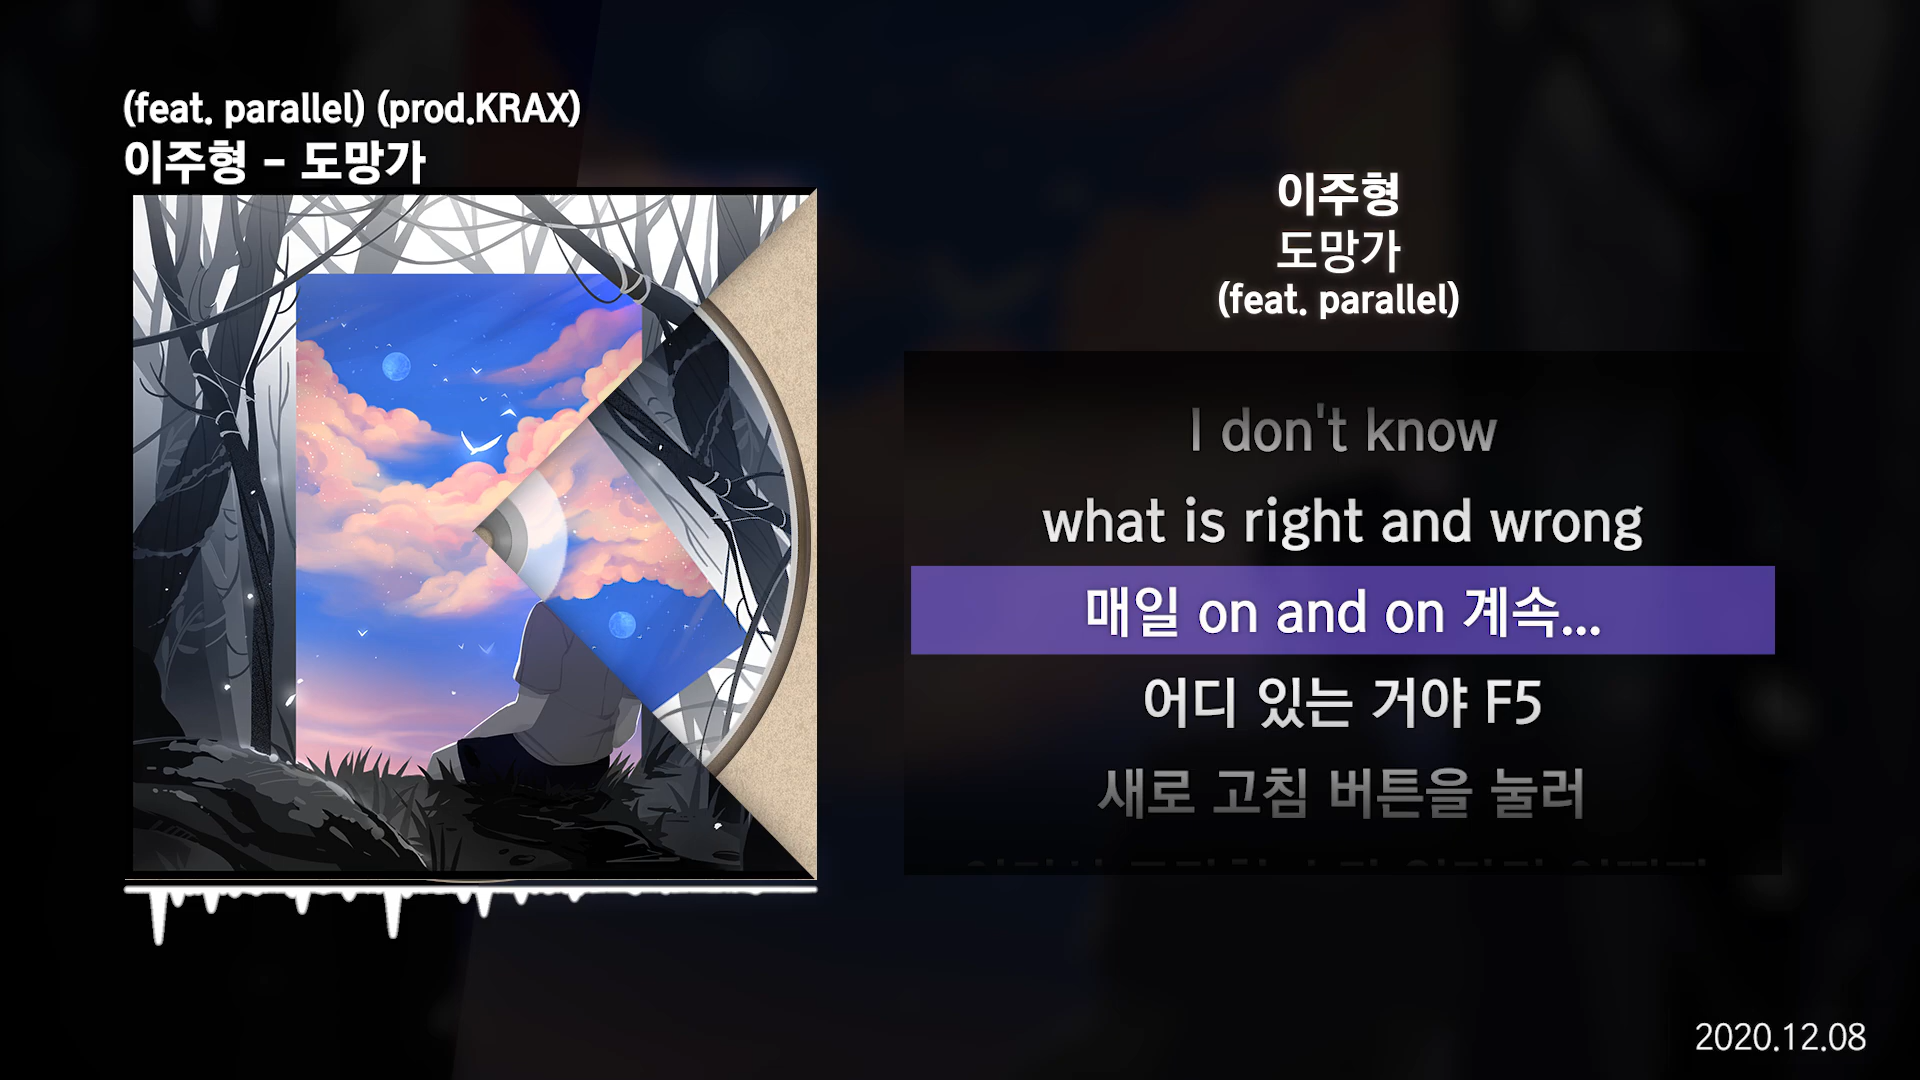 (feat. parallel) (prod.KRAX)
이주형 - 도망가
이주형
도망가
(feat. parallel)
I don't know
what is right and wrong
매일 on and on 계속...
어디 있는 거야 F5
새로 고침 버튼을 눌러
2020.12.08